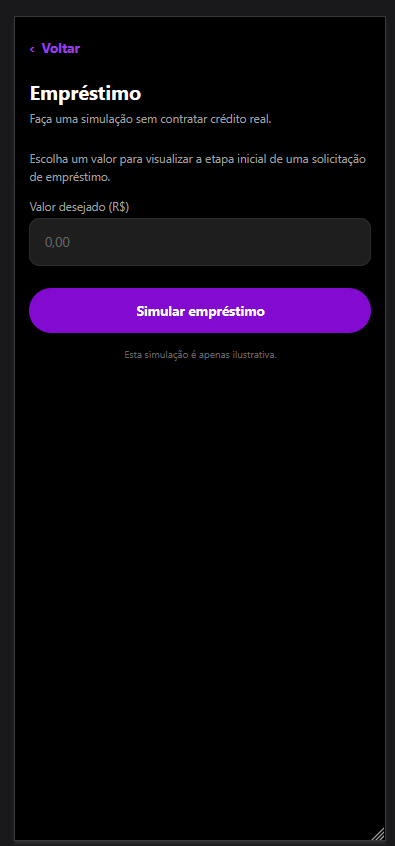 ‹ Voltar
Empréstimo
Faça uma simulação sem contratar crédito real.
Escolha um valor para visualizar a etapa inicial de uma solicitação
de empréstimo.
Valor desejado (R$)
0,00
Simular empréstimo
Esta simulação é apenas ilustrativa.